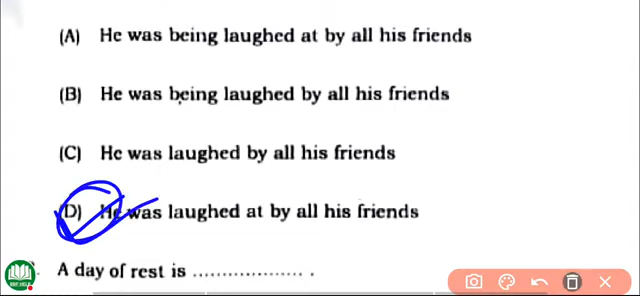 (A) He was being laughed at by all his friends
(B) He was being laughed by all his friends
(C) He was laughed by all his friends
(D) He was laughed at by all his friends
A day of rest is .................... .